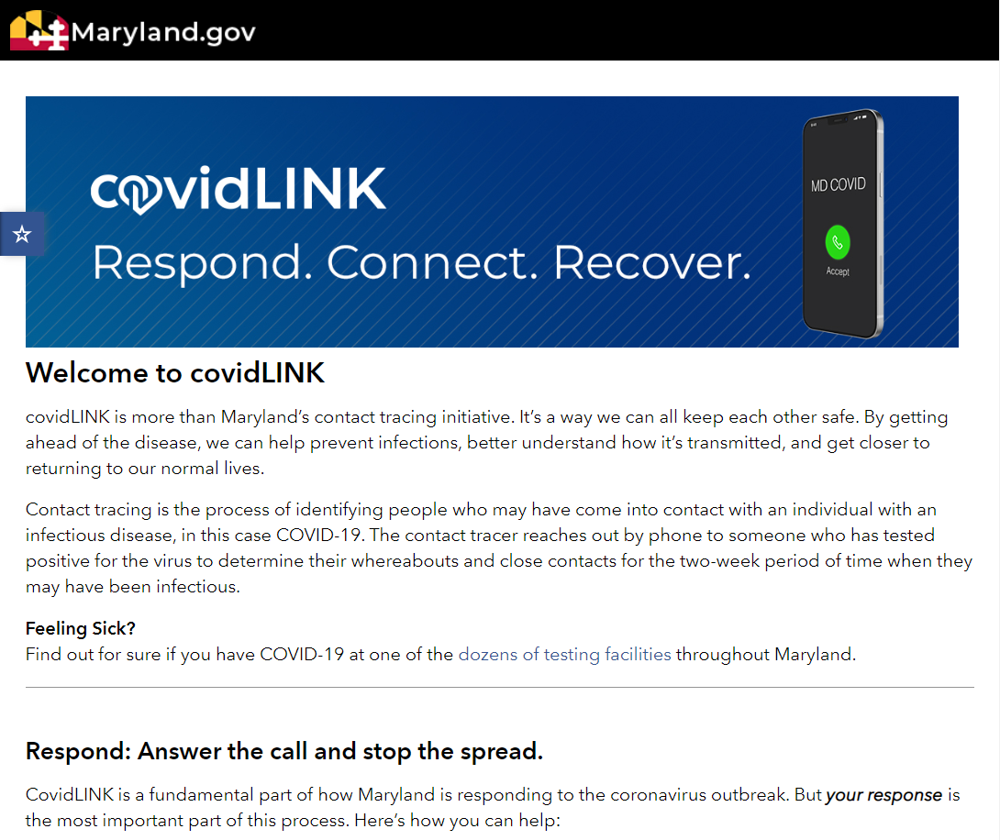 Maryland.gov
covidLINK
Respond. Connect. Recover.
MD COVID
Accept
Welcome to covidLINK
covidLINK is more than Maryland’s contact tracing initiative. It’s a way we can all keep each other safe. By getting
ahead of the disease, we can help prevent infections, better understand how it’s transmitted, and get closer to
returning to our normal lives.
Contact tracing is the process of identifying people who may have come into contact with an individual with an
infectious disease, in this case COVID-19. The contact tracer reaches out by phone to someone who has tested
positive for the virus to determine their whereabouts and close contacts for the two-week period of time when they
may have been infectious.
Feeling Sick?
Find out for sure if you have COVID-19 at one of the dozens of testing facilities throughout Maryland.
Respond: Answer the call and stop the spread.
CovidLINK is a fundamental part of how Maryland is responding to the coronavirus outbreak. But your response is
the most important part of this process. Here’s how you can help: